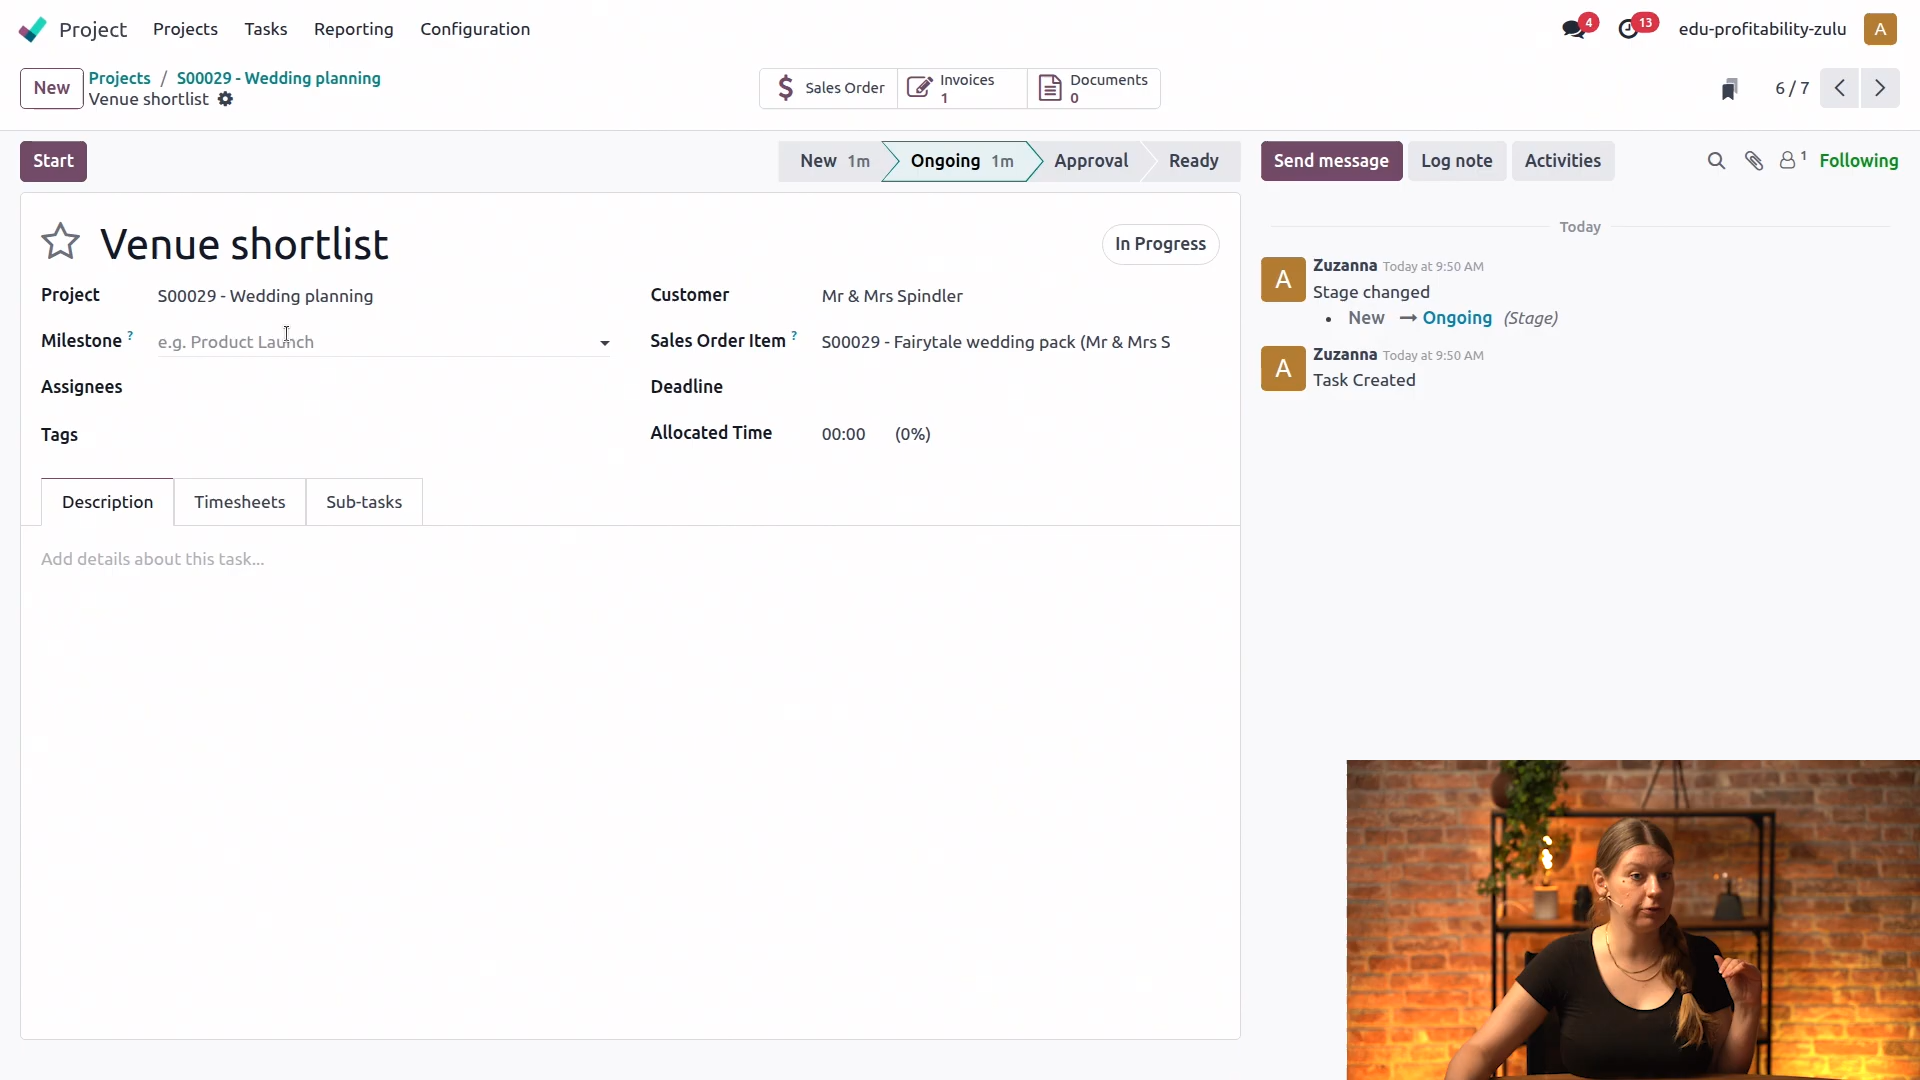 Project Projects Tasks Reporting Configuration 4 13 edu-profitability-zulu A
New Projects / S00029 - Wedding planning
Venue shortlist
Sales Order
Invoices
1
Documents
0
6 / 7
Start
New 1m Ongoing 1m Approval Ready
Send message Log note Activities 1 Following
Venue shortlist
In Progress
Project S00029 - Wedding planning
Customer Mr & Mrs Spindler
Milestone ? e.g. Product Launch
Sales Order Item ? S00029 - Fairytale wedding pack (Mr & Mrs S
Assignees
Deadline
Tags
Allocated Time 00:00 (0%)
Description Timesheets Sub-tasks
Add details about this task...
Today
A Zuzanna Today at 9:50 AM
Stage changed
• New → Ongoing (Stage)
A Zuzanna Today at 9:50 AM
Task Created